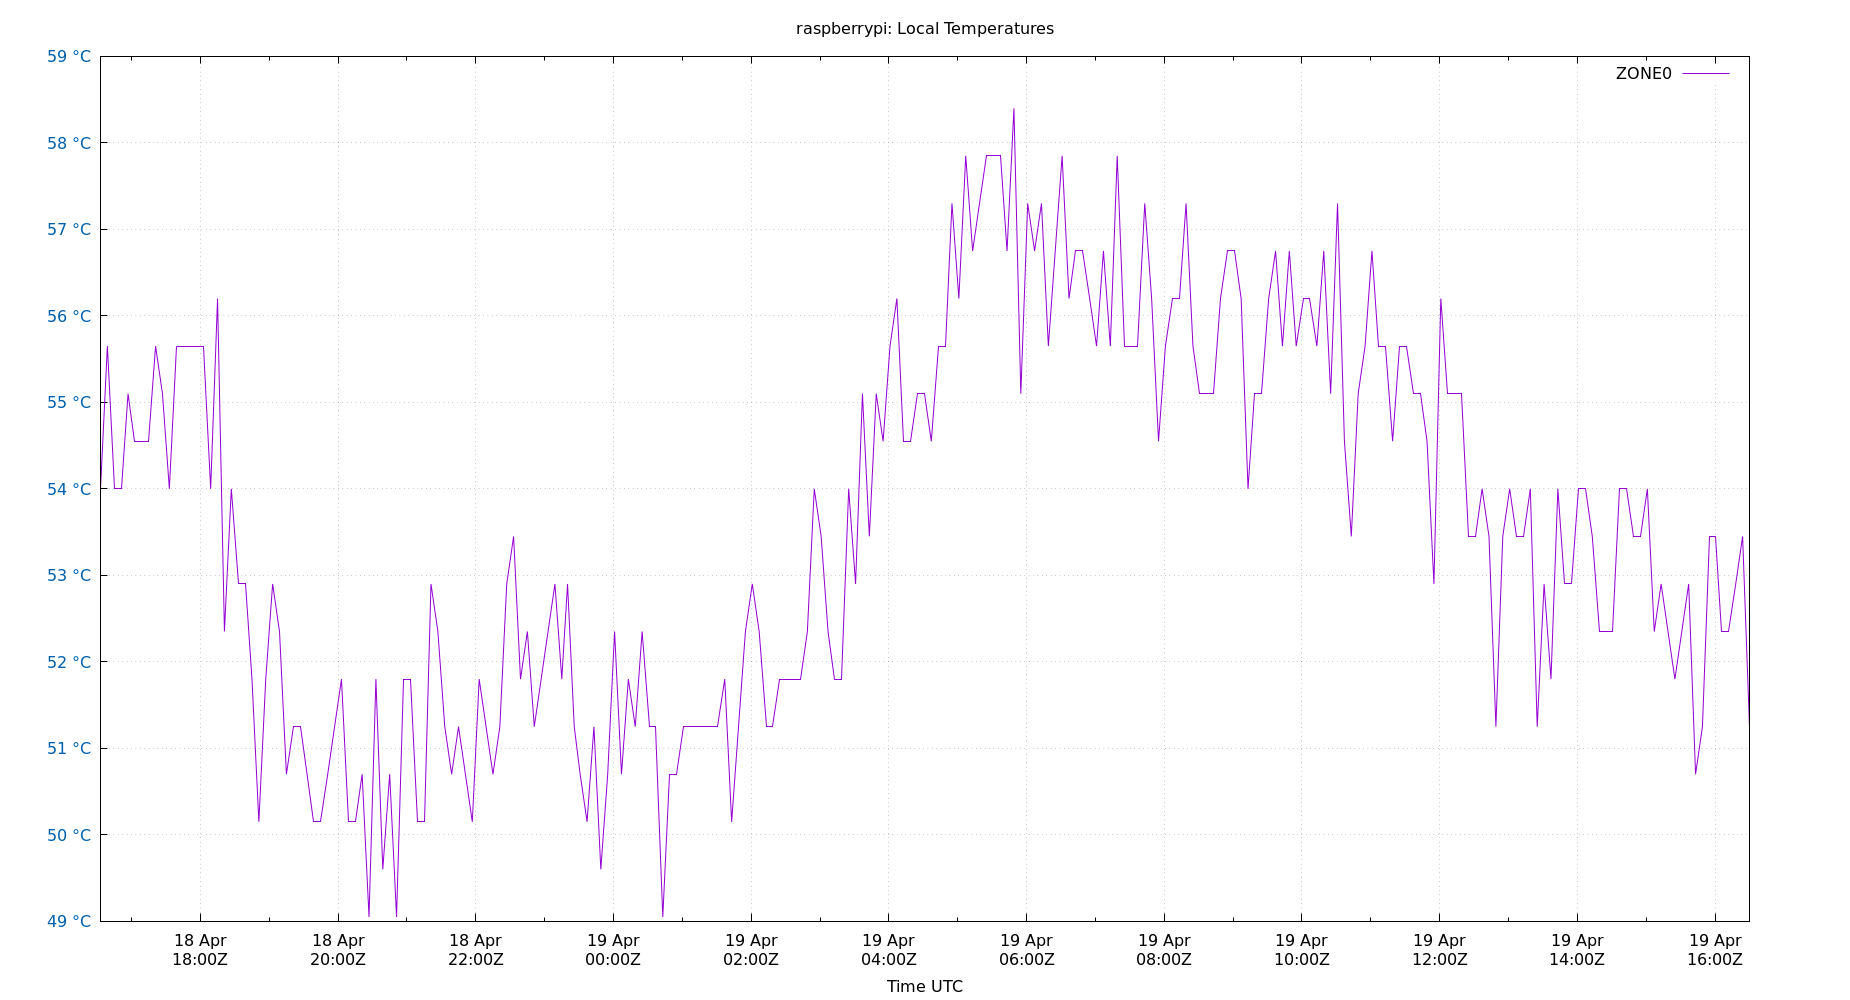 raspberrypi: Local Temperatures
59 °C
58 °C
57 °C
56 °C
55 °C
54 °C
53 °C
52 °C
51 °C
50 °C
49 °C
ZONE0
18 Apr
18:00Z
18 Apr
20:00Z
18 Apr
22:00Z
19 Apr
00:00Z
19 Apr
02:00Z
19 Apr
04:00Z
19 Apr
06:00Z
19 Apr
08:00Z
19 Apr
10:00Z
19 Apr
12:00Z
19 Apr
14:00Z
19 Apr
16:00Z
Time UTC